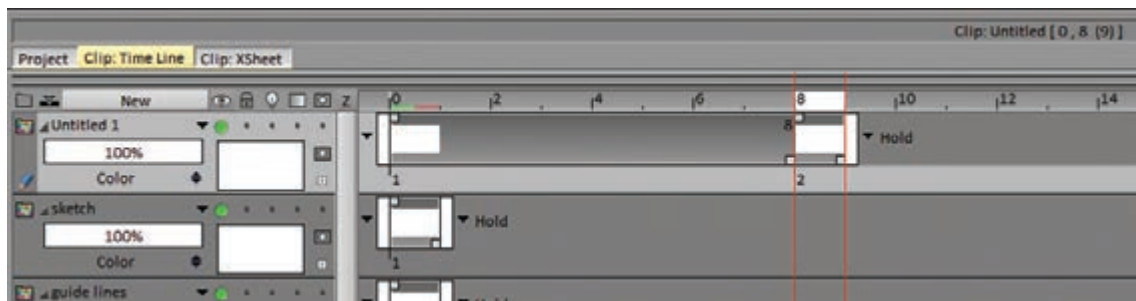 Clip: Untitled [ 0 , 8 (9) ]
Project Clip: Time Line Clip: XSheet
New Z 0 2 4 6 8 10 12 14
Untitled 1 8 Hold
100%
Color 1 2
sketch Hold
100%
Color 1
guide lines